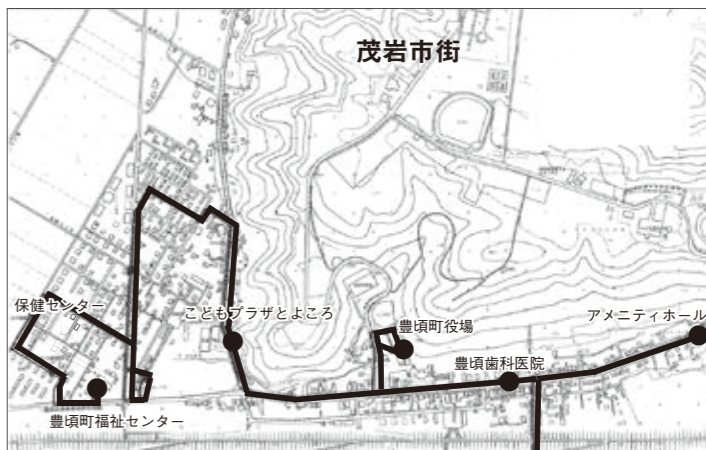 茂岩市街
保健センター
こどもプラザとよころ
豊頃町役場
アメニティホール
豊頃歯科医院
豊頃町福祉センター